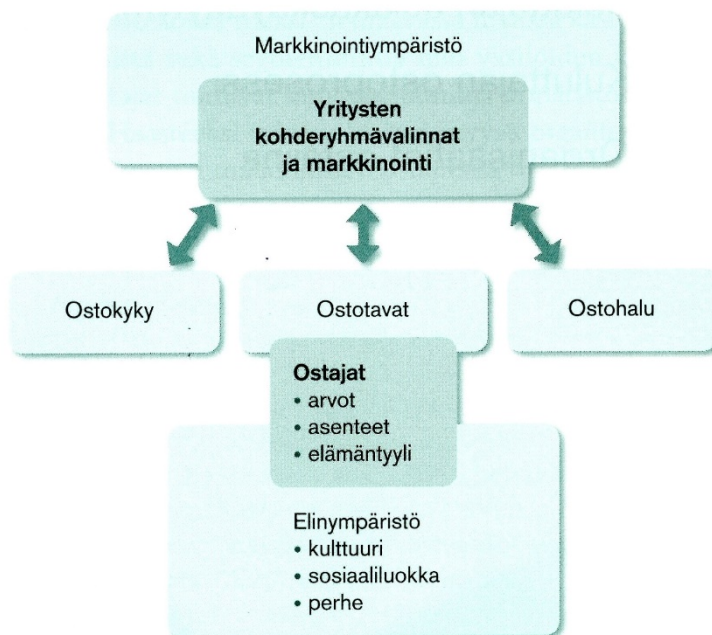 Markkinointiympäristö
Yritysten
kohderyhmävalinnat
ja markkinointi
Ostokyky
Ostotavat
Ostohalu
Ostajat
• arvot
• asenteet
• elämäntyyli
Elinympäristö
• kulttuuri
• sosiaaliluokka
• perhe